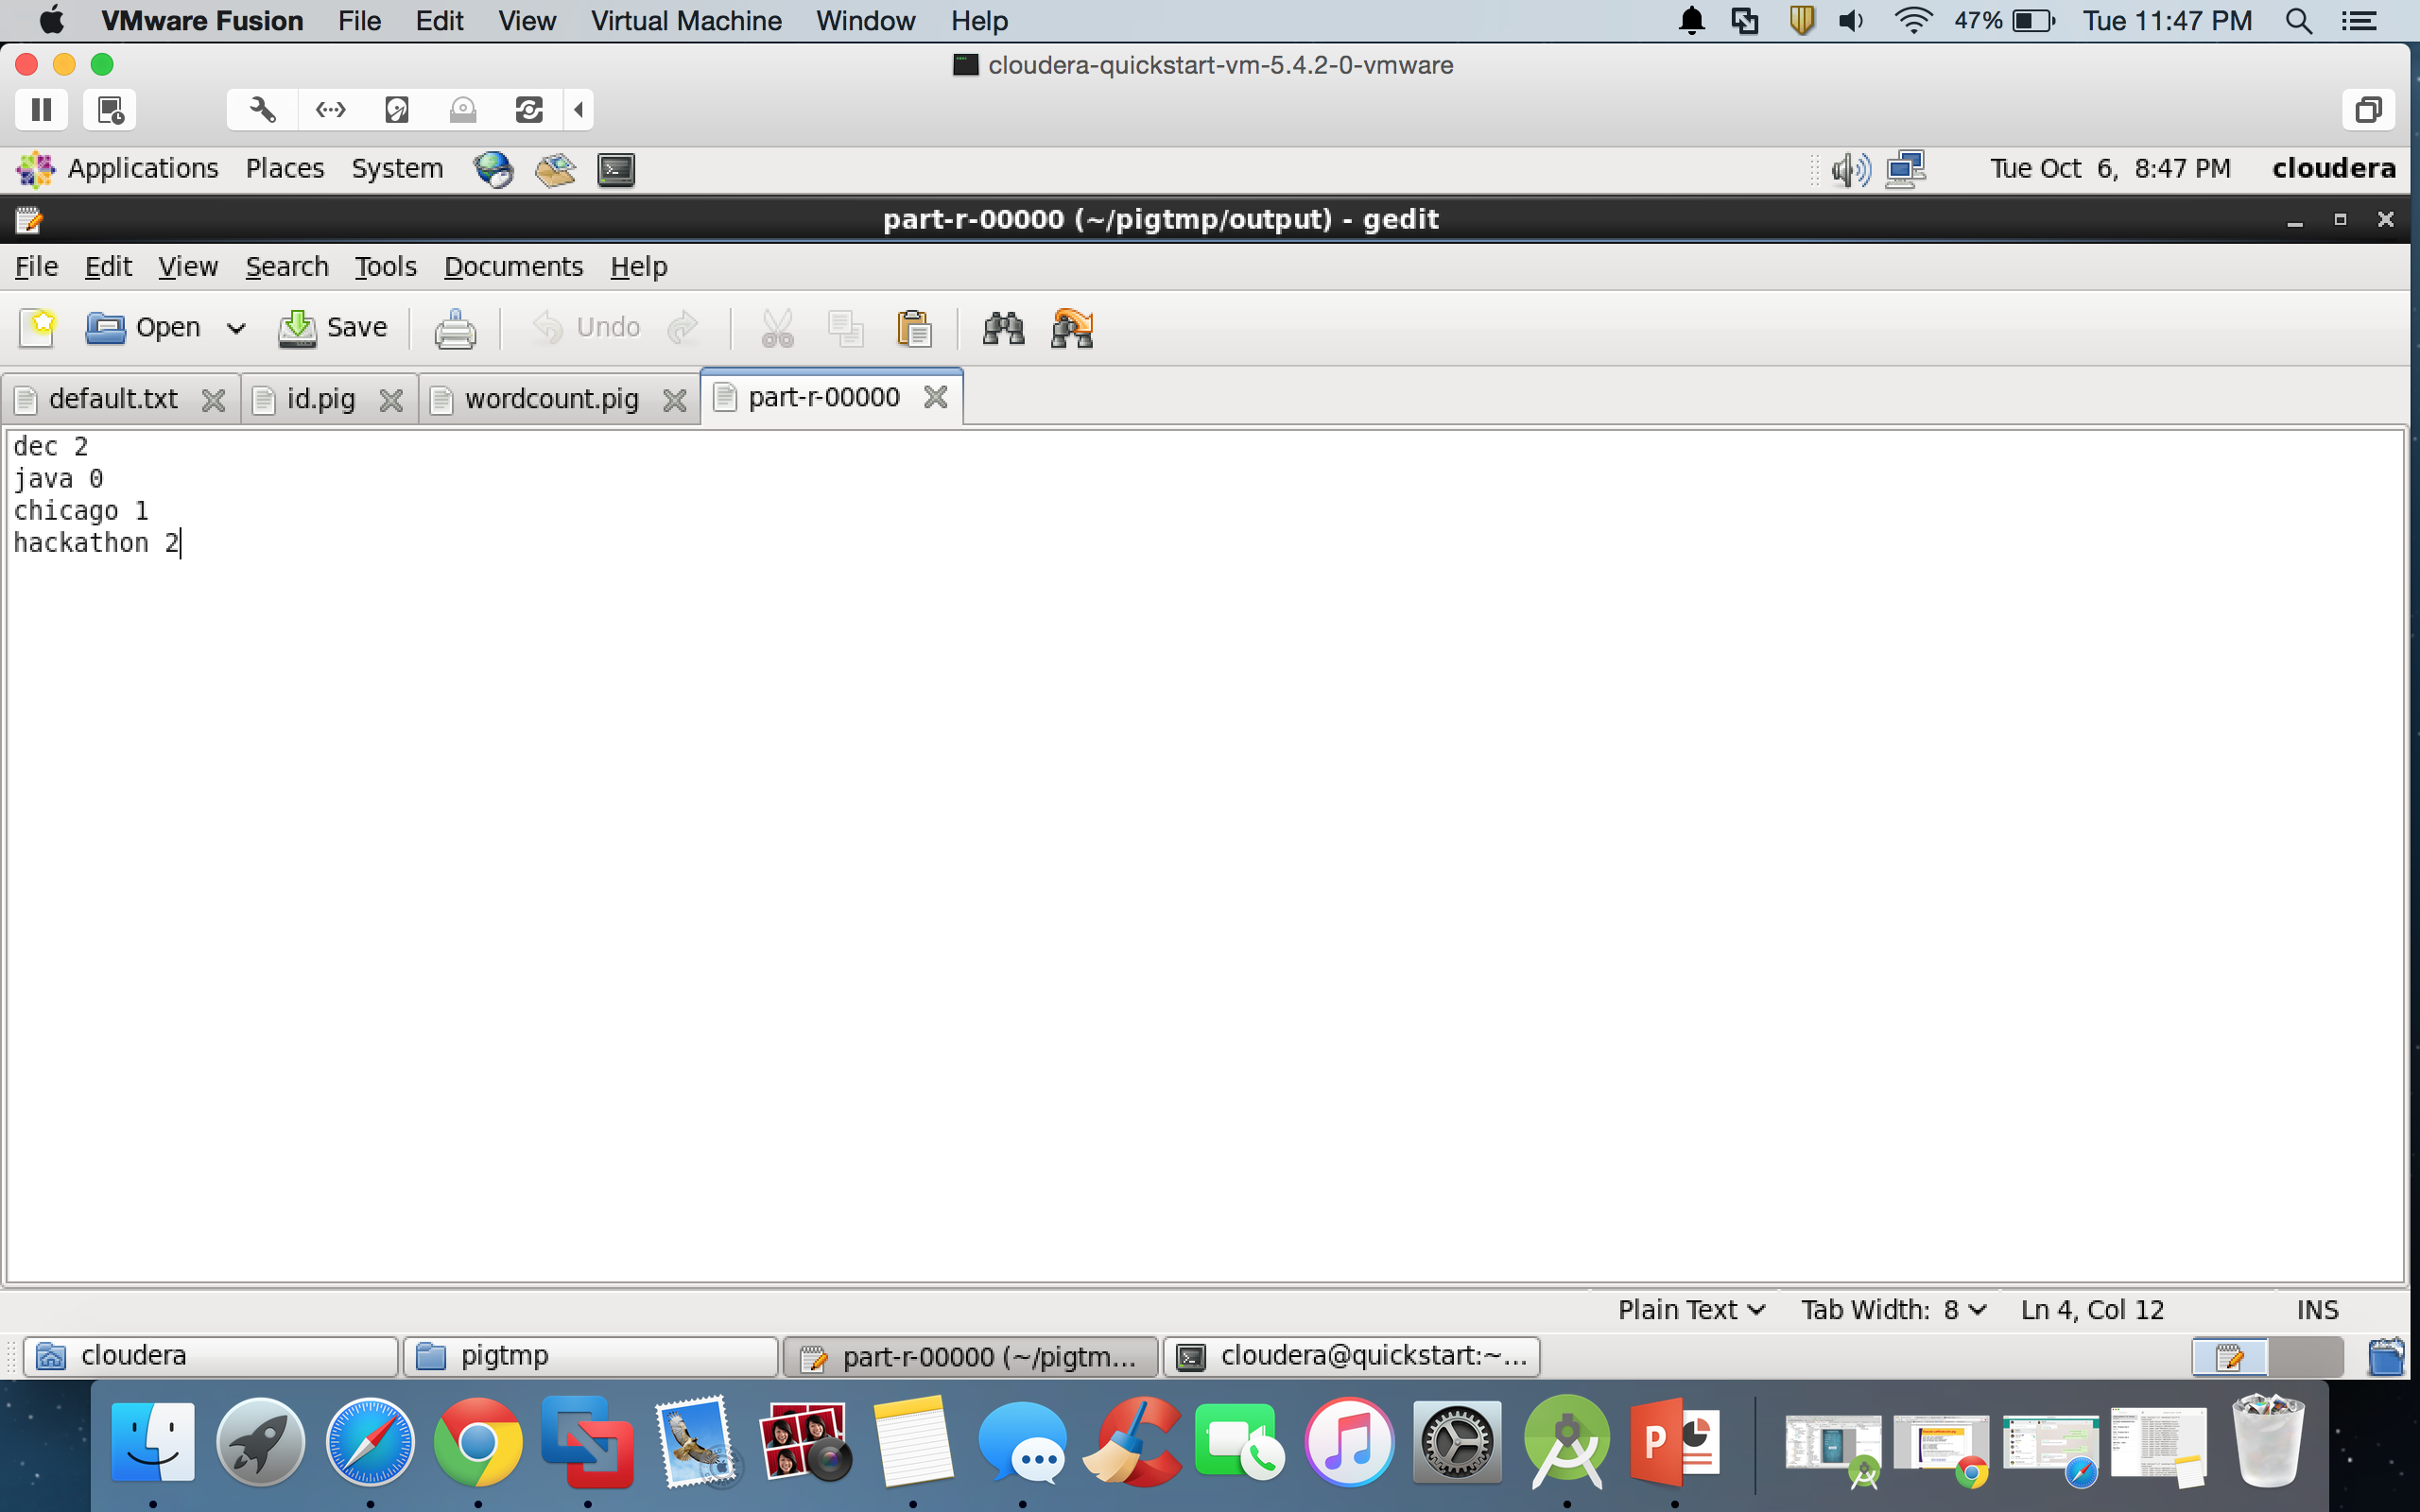 VMware Fusion File Edit View Virtual Machine Window Help 47% Tue 11:47 PM
cloudera-quickstart-vm-5.4.2-0-vmware
Applications Places System Tue Oct 6, 8:47 PM cloudera
part-r-00000 (~/pigtmp/output) - gedit
File Edit View Search Tools Documents Help
Open Save Undo
default.txt id.pig wordcount.pig part-r-00000
dec 2
java 0
chicago 1
hackathon 2
Plain Text Tab Width: 8 Ln 4, Col 12 INS
cloudera pigtmp part-r-00000 (~/pigtm... cloudera@quickstart:~...